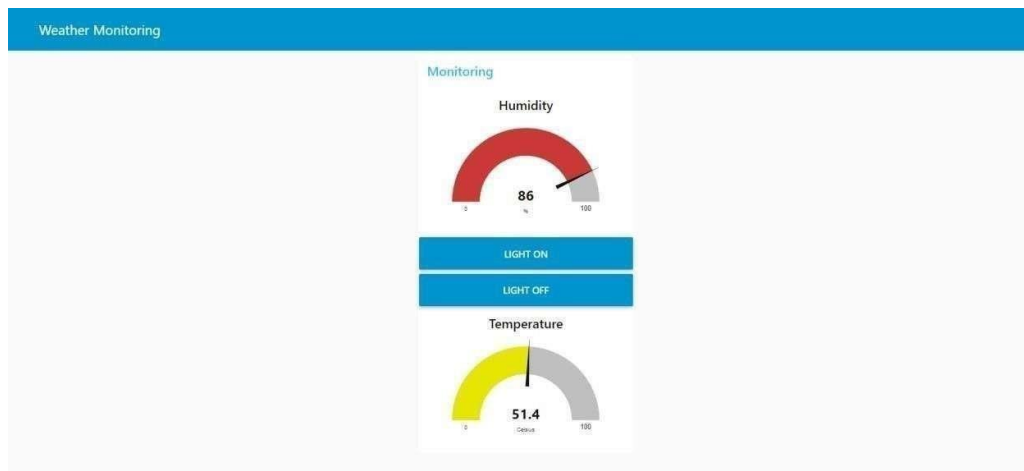 Weather Monitoring
Monitoring
Humidity
86
%
0
100
LIGHT ON
LIGHT OFF
Temperature
51.4
Celsius
0
100